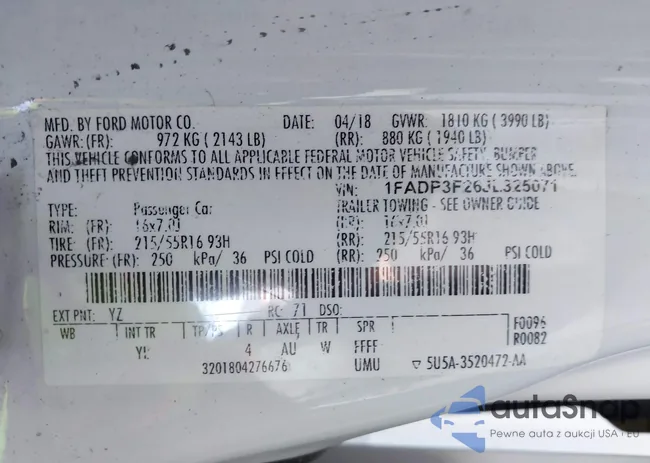 MFD. BY FORD MOTOR CO. DATE: 04/18 GVWR: 1810 KG ( 3990 LB)
GAWR: (FR): 972 KG ( 2143 LB) (RR): 880 KG ( 1940 LB)
THIS VEHICLE CONFORMS TO ALL APPLICABLE FEDERAL MOTOR VEHICLE SAFETY, BUMPER
AND THEFT PREVENTION STANDARDS IN EFFECT ON THE DATE OF MANUFACTURE SHOWN ABOVE.
VIN: 1FADP3F26JL325071
TYPE: Passenger Car TRAILER TOWING - SEE OWNER GUIDE
RIM: (FR): 16x7.0J (RR): 16x7.0J
TIRE: (FR): 215/55R16 93H (RR): 215/55R16 93H
PRESSURE: (FR): 250 kPa/ 36 PSI COLD (RR): 250 kPa/ 36 PSI COLD
EXT PNT: YZ RC: 71 DSO:
WB INT TR TP/PS R AXLE TR SPR F0096
R0082
YL 4 AU W FFFF
3201804276676 UMU 5U5A-3520472-AA
autoSnap
Pewne auta z aukcji USA i EU